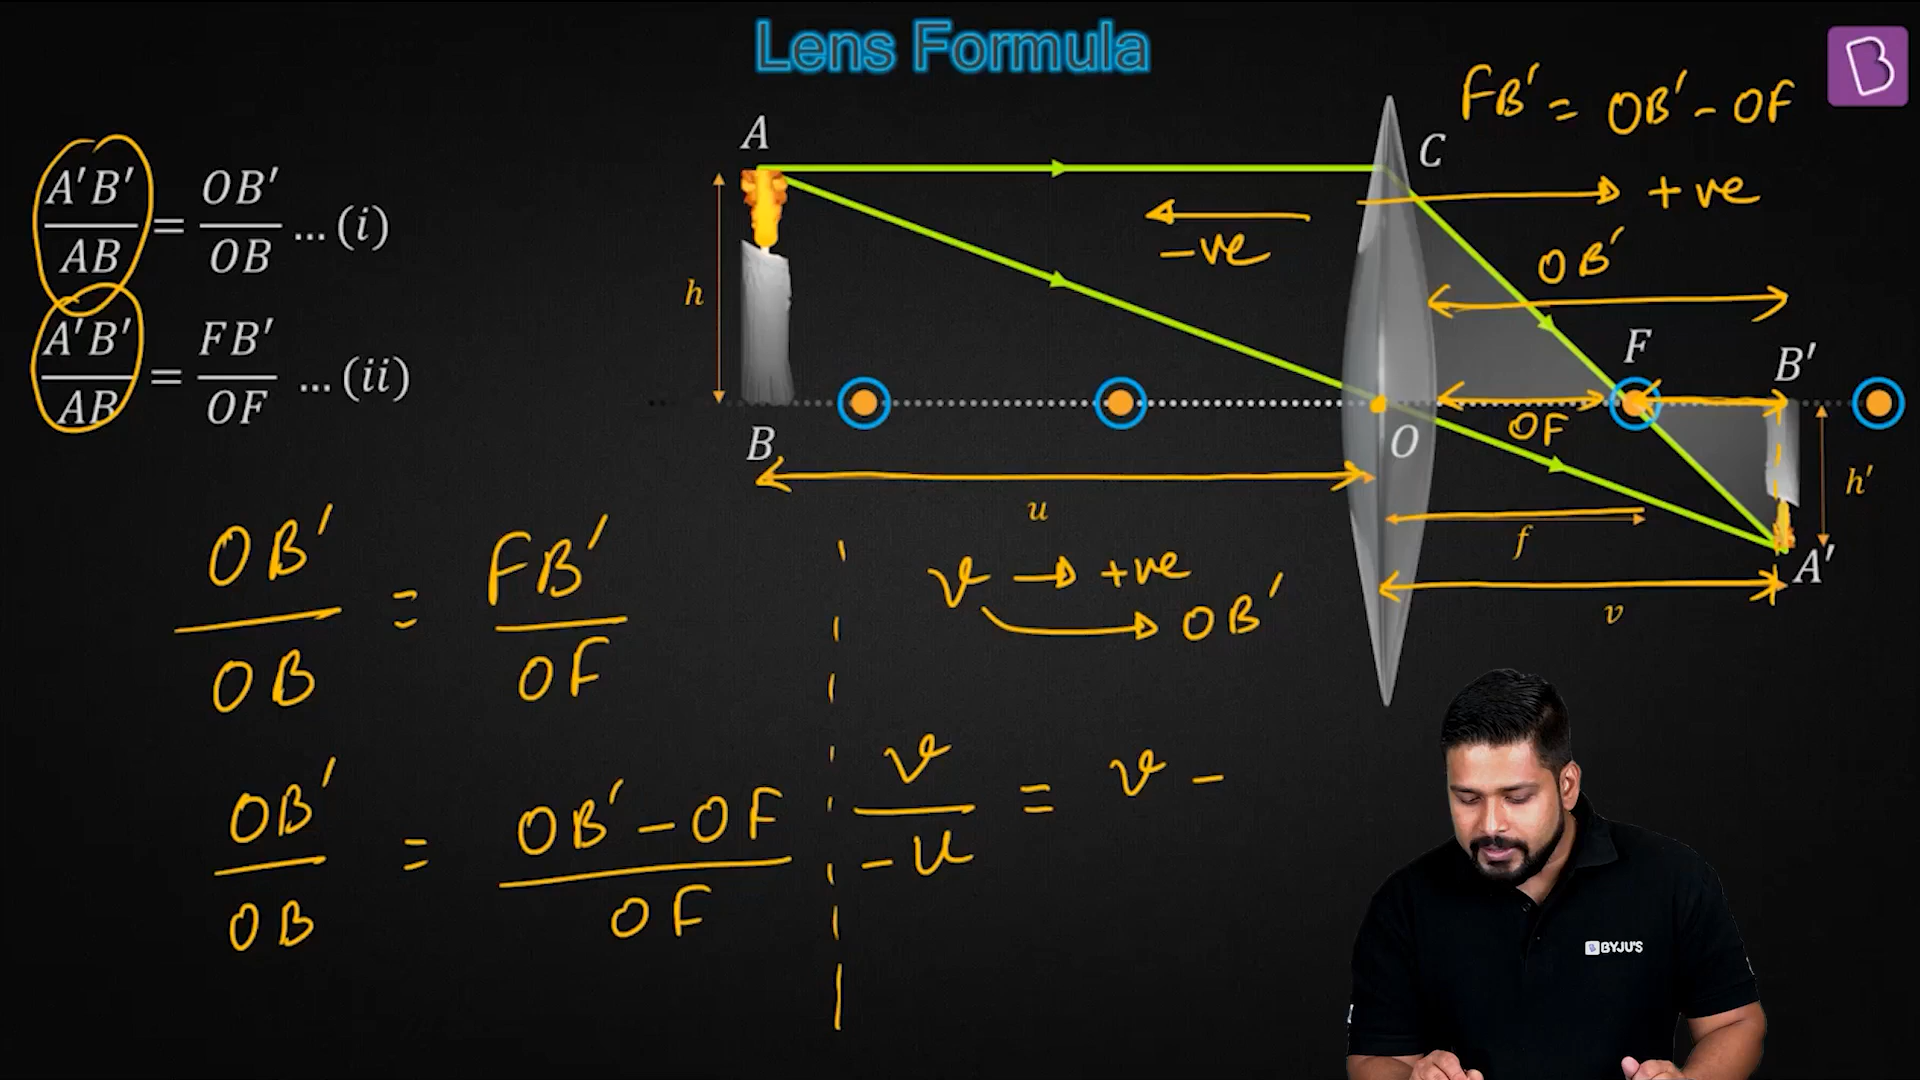 Lens Formula
B
A'B'/AB = OB'/OB ... (i)
A'B'/AB = FB'/OF ... (ii)
FB' = OB' - OF
A
C
+ve
-ve
OB'
h
F
B'
OF
B
O
u
f
h'
A'
v
OB'/OB = FB'/OF
v → +ve
→ OB'
OB'/OB = OB' - OF/OF
v/-u = v -
B BYJU'S